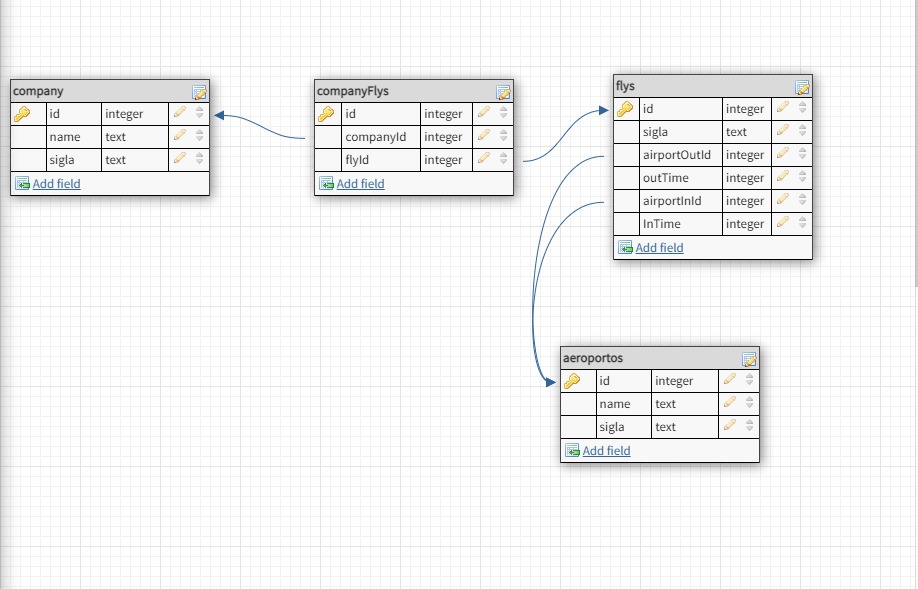 company
id integer
name text
sigla text
Add field
companyFlys
id integer
companyId integer
flyId integer
Add field
flys
id integer
sigla text
airportOutId integer
outTime integer
airportInId integer
InTime integer
Add field
aeroportos
id integer
name text
sigla text
Add field